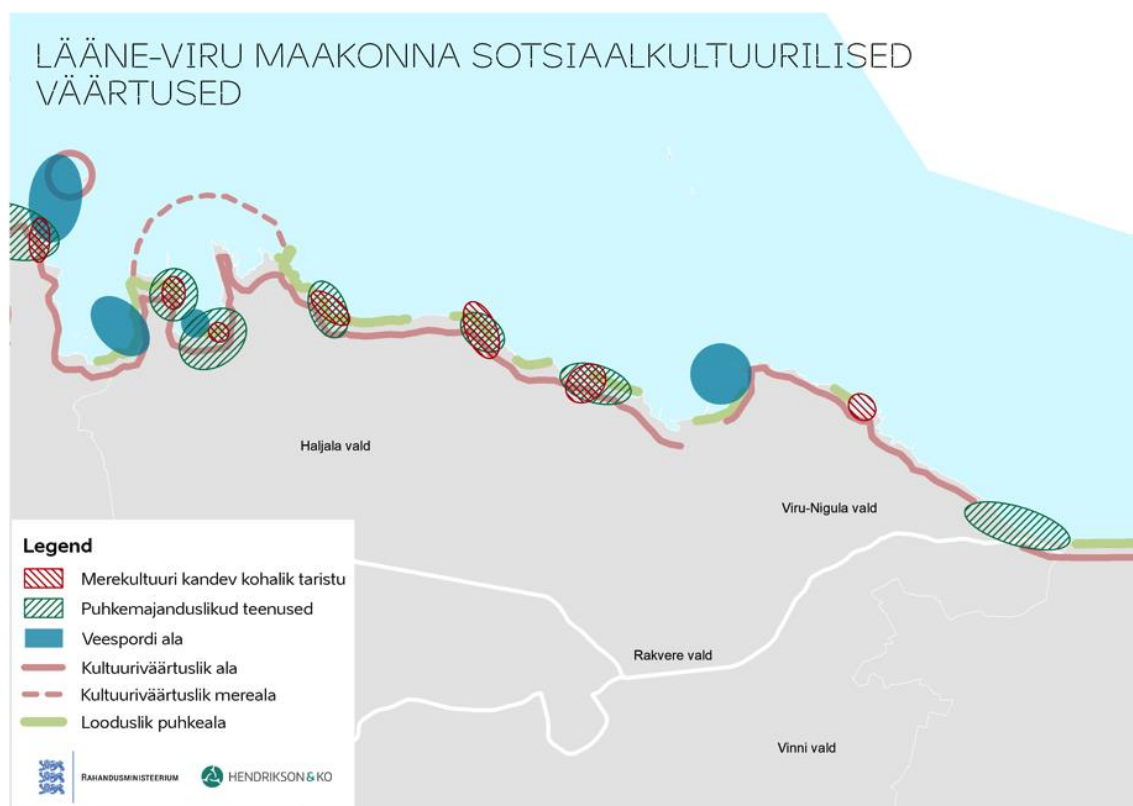 LÄÄNE-VIRU MAAKONNA SOTSIAALKULTUURILISED
VÄÄRTUSED
Haljala vald
Viru-Nigula vald
Rakvere vald
Vinni vald
Legend
Merekultuuri kandev kohalik taristu
Puhkemajanduslikud teenused
Veespordi ala
Kultuuriväärtuslik ala
Kultuuriväärtuslik mereala
Looduslik puhkeala
RAHANDUSMINISTEERIUM
HENDRIKSON & KO